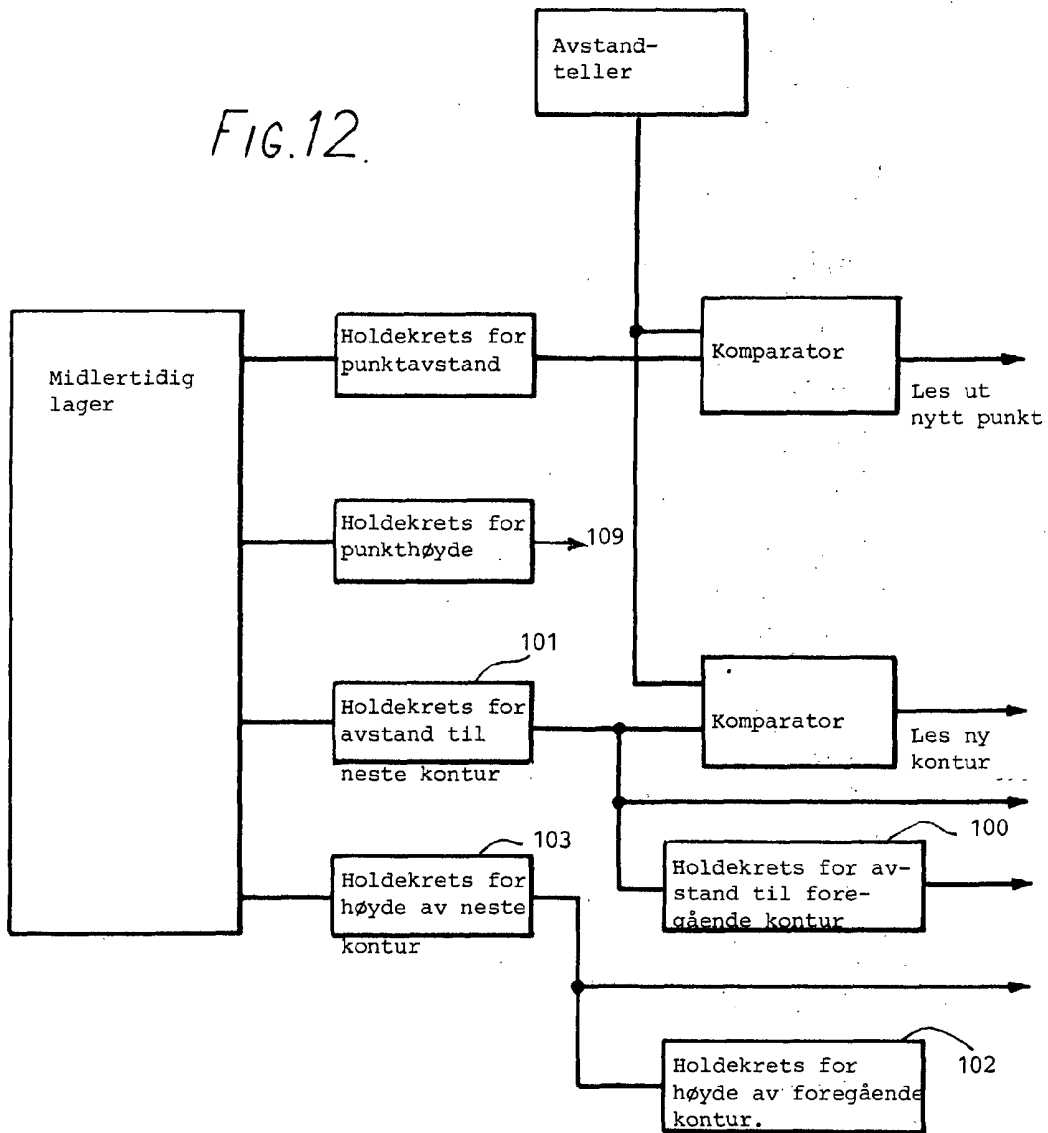 Avstand-
teller
FIG.12.
Midlertidig
lager
Holdekrets for
punktavstand
Komparator
Les ut
nytt punkt
Holdekrets for
punkthøyde
109
101
Holdekrets for
avstand til
neste kontur
Komparator
Les ny
kontur
100
103
Holdekrets for
høyde av neste
kontur
Holdekrets for av-
stand til fore-
gående kontur
102
Holdekrets for
høyde av foregående
kontur.